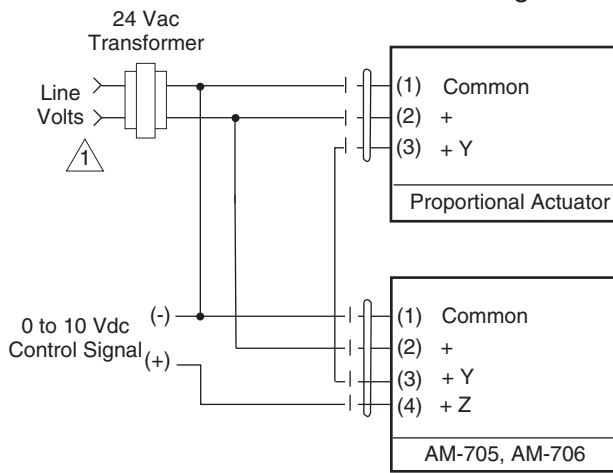 24 Vac
Transformer
Line
Volts
1
(1) Common
(2) +
(3) + Y
Proportional Actuator
0 to 10 Vdc
Control Signal
(-)
(+)
(1) Common
(2) +
(3) + Y
(4) + Z
AM-705, AM-706